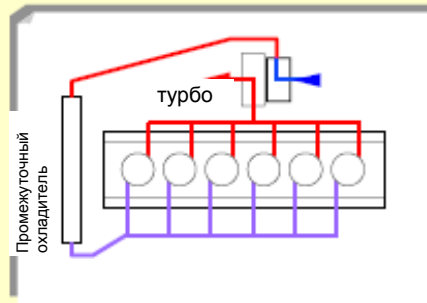 турбо
Промежуточный
охладитель